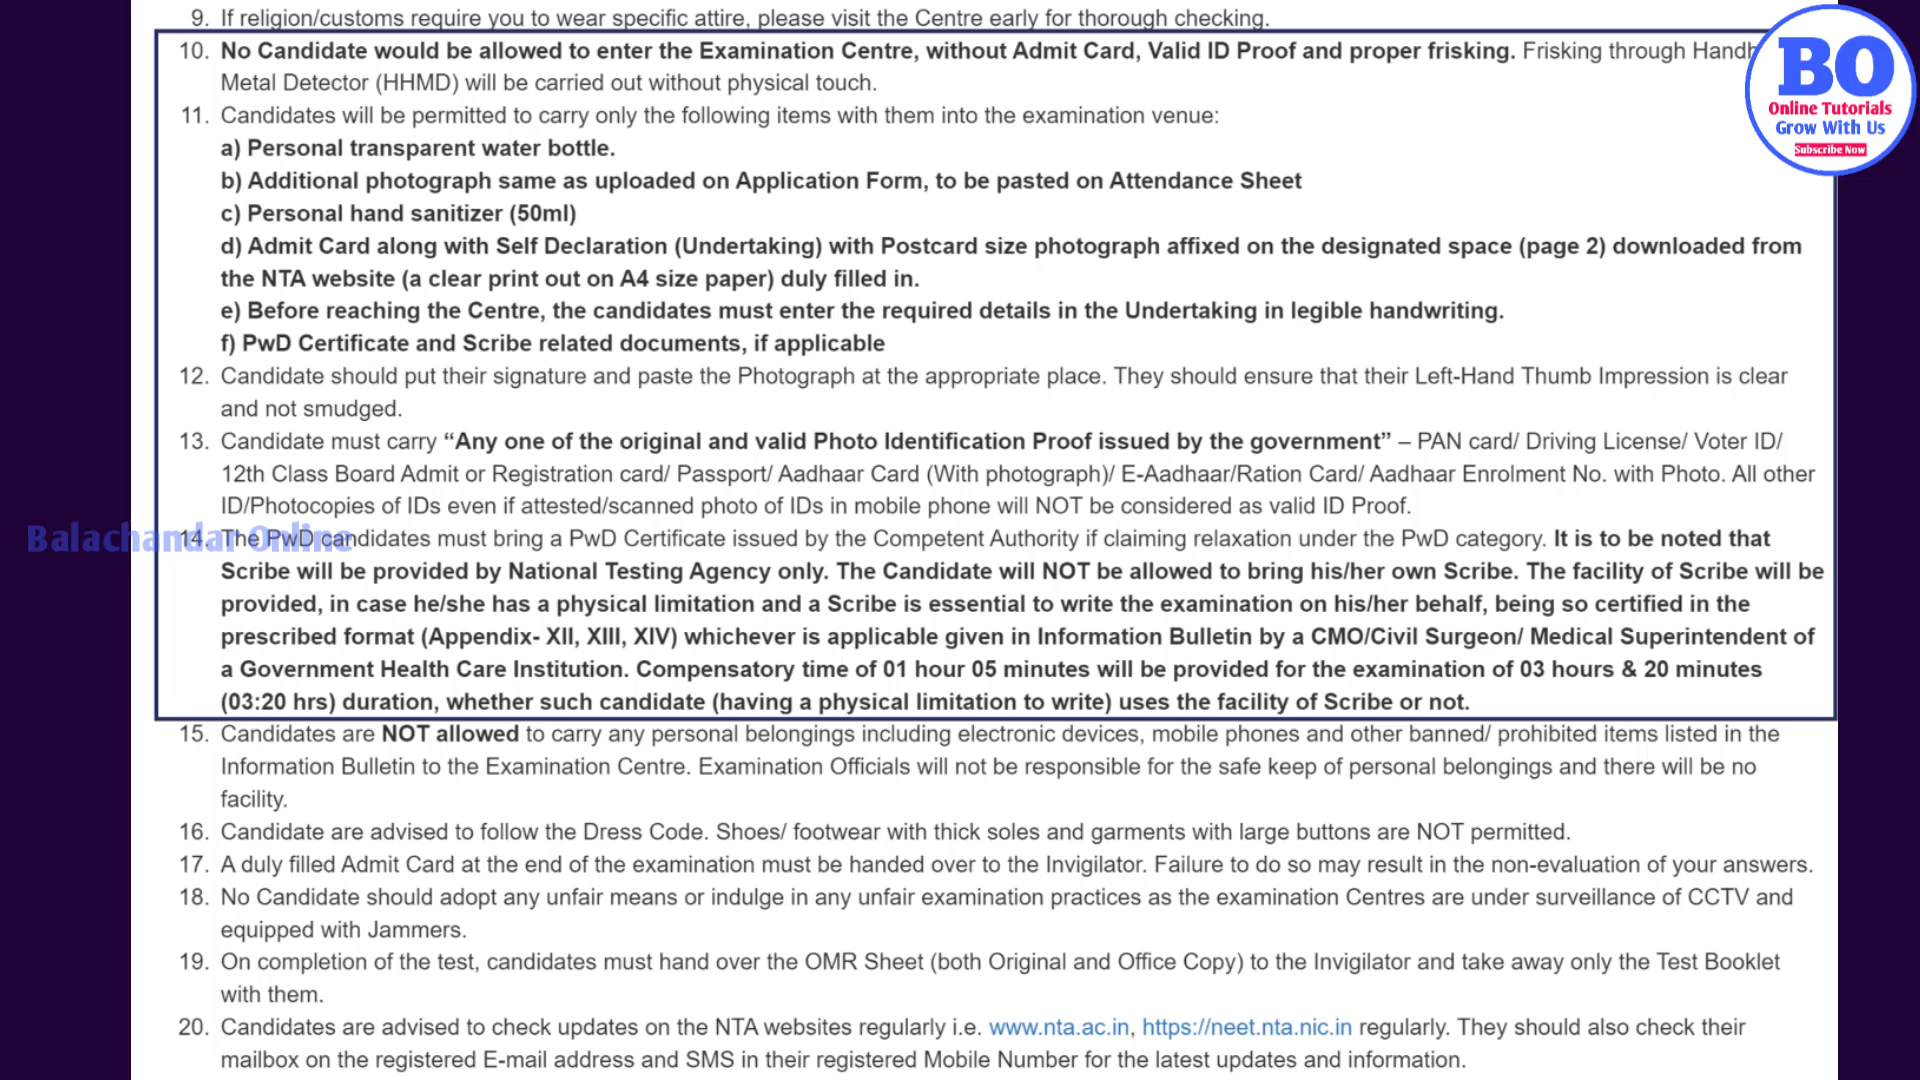 9. If religion/customs require you to wear specific attire, please visit the Centre early for thorough checking.
10. No Candidate would be allowed to enter the Examination Centre, without Admit Card, Valid ID Proof and proper frisking. Frisking through
Metal Detector (HHMD) will be carried out without physical touch.
11. Candidates will be permitted to carry only the following items with them into the examination venue:
a) Personal transparent water bottle.
b) Additional photograph same as uploaded on Application Form, to be pasted on Attendance Sheet
c) Personal hand sanitizer (50ml)
d) Admit Card along with Self Declaration (Undertaking) with Postcard size photograph affixed on the designated space (page 2) downloaded from
the NTA website (a clear print out on A4 size paper) duly filled in.
e) Before reaching the Centre, the candidates must enter the required details in the Undertaking in legible handwriting.
f) PwD Certificate and Scribe related documents, if applicable
12. Candidate should put their signature and paste the Photograph at the appropriate place. They should ensure that their Left-Hand Thumb Impression is clear
and not smudged.
13. Candidate must carry “Any one of the original and valid Photo Identification Proof issued by the government” – PAN card/ Driving License/ Voter ID/
12th Class Board Admit or Registration card/ Passport/ Aadhaar Card (With photograph)/ E-Aadhaar/Ration Card/ Aadhaar Enrolment No. with Photo. All other
ID/Photocopies of IDs even if attested/scanned photo of IDs in mobile phone will NOT be considered as valid ID Proof.
14. The PwD candidates must bring a PwD Certificate issued by the Competent Authority if claiming relaxation under the PwD category. It is to be noted that
Scribe will be provided by National Testing Agency only. The Candidate will NOT be allowed to bring his/her own Scribe. The facility of Scribe will be
provided, in case he/she has a physical limitation and a Scribe is essential to write the examination on his/her behalf, being so certified in the
prescribed format (Appendix- XII, XIII, XIV) whichever is applicable given in Information Bulletin by a CMO/Civil Surgeon/ Medical Superintendent of
a Government Health Care Institution. Compensatory time of 01 hour 05 minutes will be provided for the examination of 03 hours & 20 minutes
(03:20 hrs) duration, whether such candidate (having a physical limitation to write) uses the facility of Scribe or not.
15. Candidates are NOT allowed to carry any personal belongings including electronic devices, mobile phones and other banned/ prohibited items listed in the
Information Bulletin to the Examination Centre. Examination Officials will not be responsible for the safe keep of personal belongings and there will be no
facility.
16. Candidate are advised to follow the Dress Code. Shoes/ footwear with thick soles and garments with large buttons are NOT permitted.
17. A duly filled Admit Card at the end of the examination must be handed over to the Invigilator. Failure to do so may result in the non-evaluation of your answers.
18. No Candidate should adopt any unfair means or indulge in any unfair examination practices as the examination Centres are under surveillance of CCTV and
equipped with Jammers.
19. On completion of the test, candidates must hand over the OMR Sheet (both Original and Office Copy) to the Invigilator and take away only the Test Booklet
with them.
20. Candidates are advised to check updates on the NTA websites regularly i.e. www.nta.ac.in, https://neet.nta.nic.in regularly. They should also check their
mailbox on the registered E-mail address and SMS in their registered Mobile Number for the latest updates and information.
BO
Online Tutorials
Grow With Us
Subscribe Now
Balachandar Online